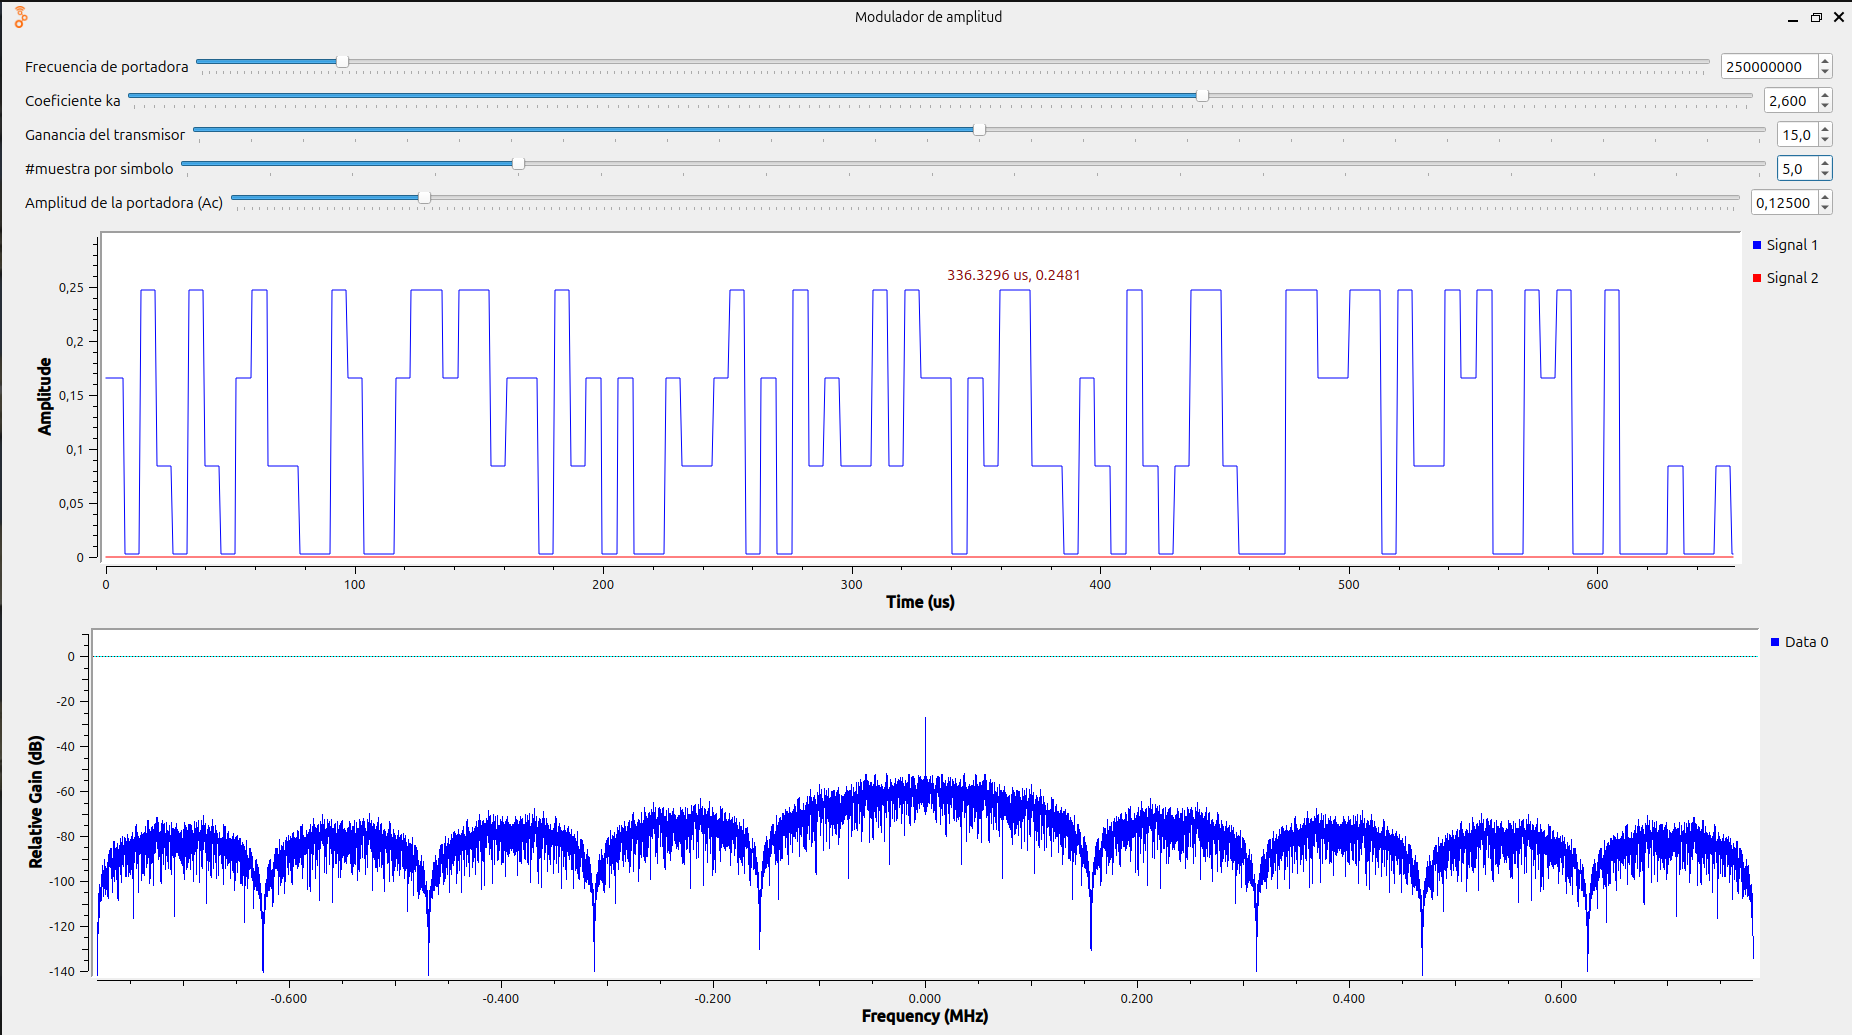 Modulador de amplitud
Frecuencia de portadora 250000000
Coeficiente ka 2,600
Ganancia del transmisor 15,0
#muestra por simbolo 5,0
Amplitud de la portadora (Ac) 0,12500
Signal 1
Signal 2
336.3296 us, 0.2481
Amplitude
0,25
0,2
0,15
0,1
0,05
0
0 100 200 300 400 500 600
Time (us)
Data 0
Relative Gain (dB)
0
-20
-40
-60
-80
-100
-120
-140
-0.600 -0.400 -0.200 0.000 0.200 0.400 0.600
Frequency (MHz)